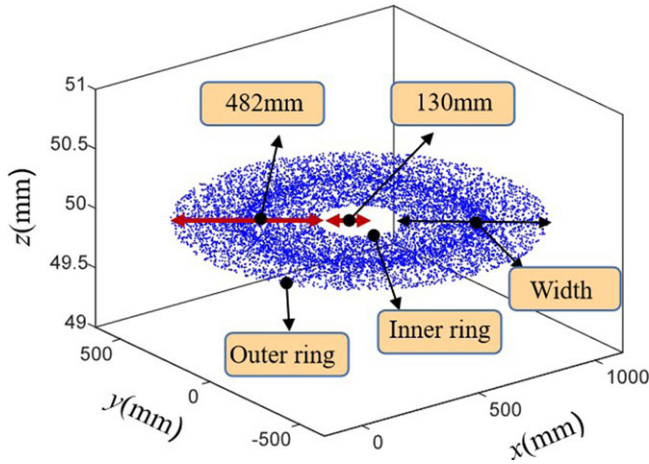 51
482mm
130mm
50.5
50
49.5
49
z(mm)
Width
Inner ring
Outer ring
500
0
-500
y(mm)
0
500
1000
x(mm)